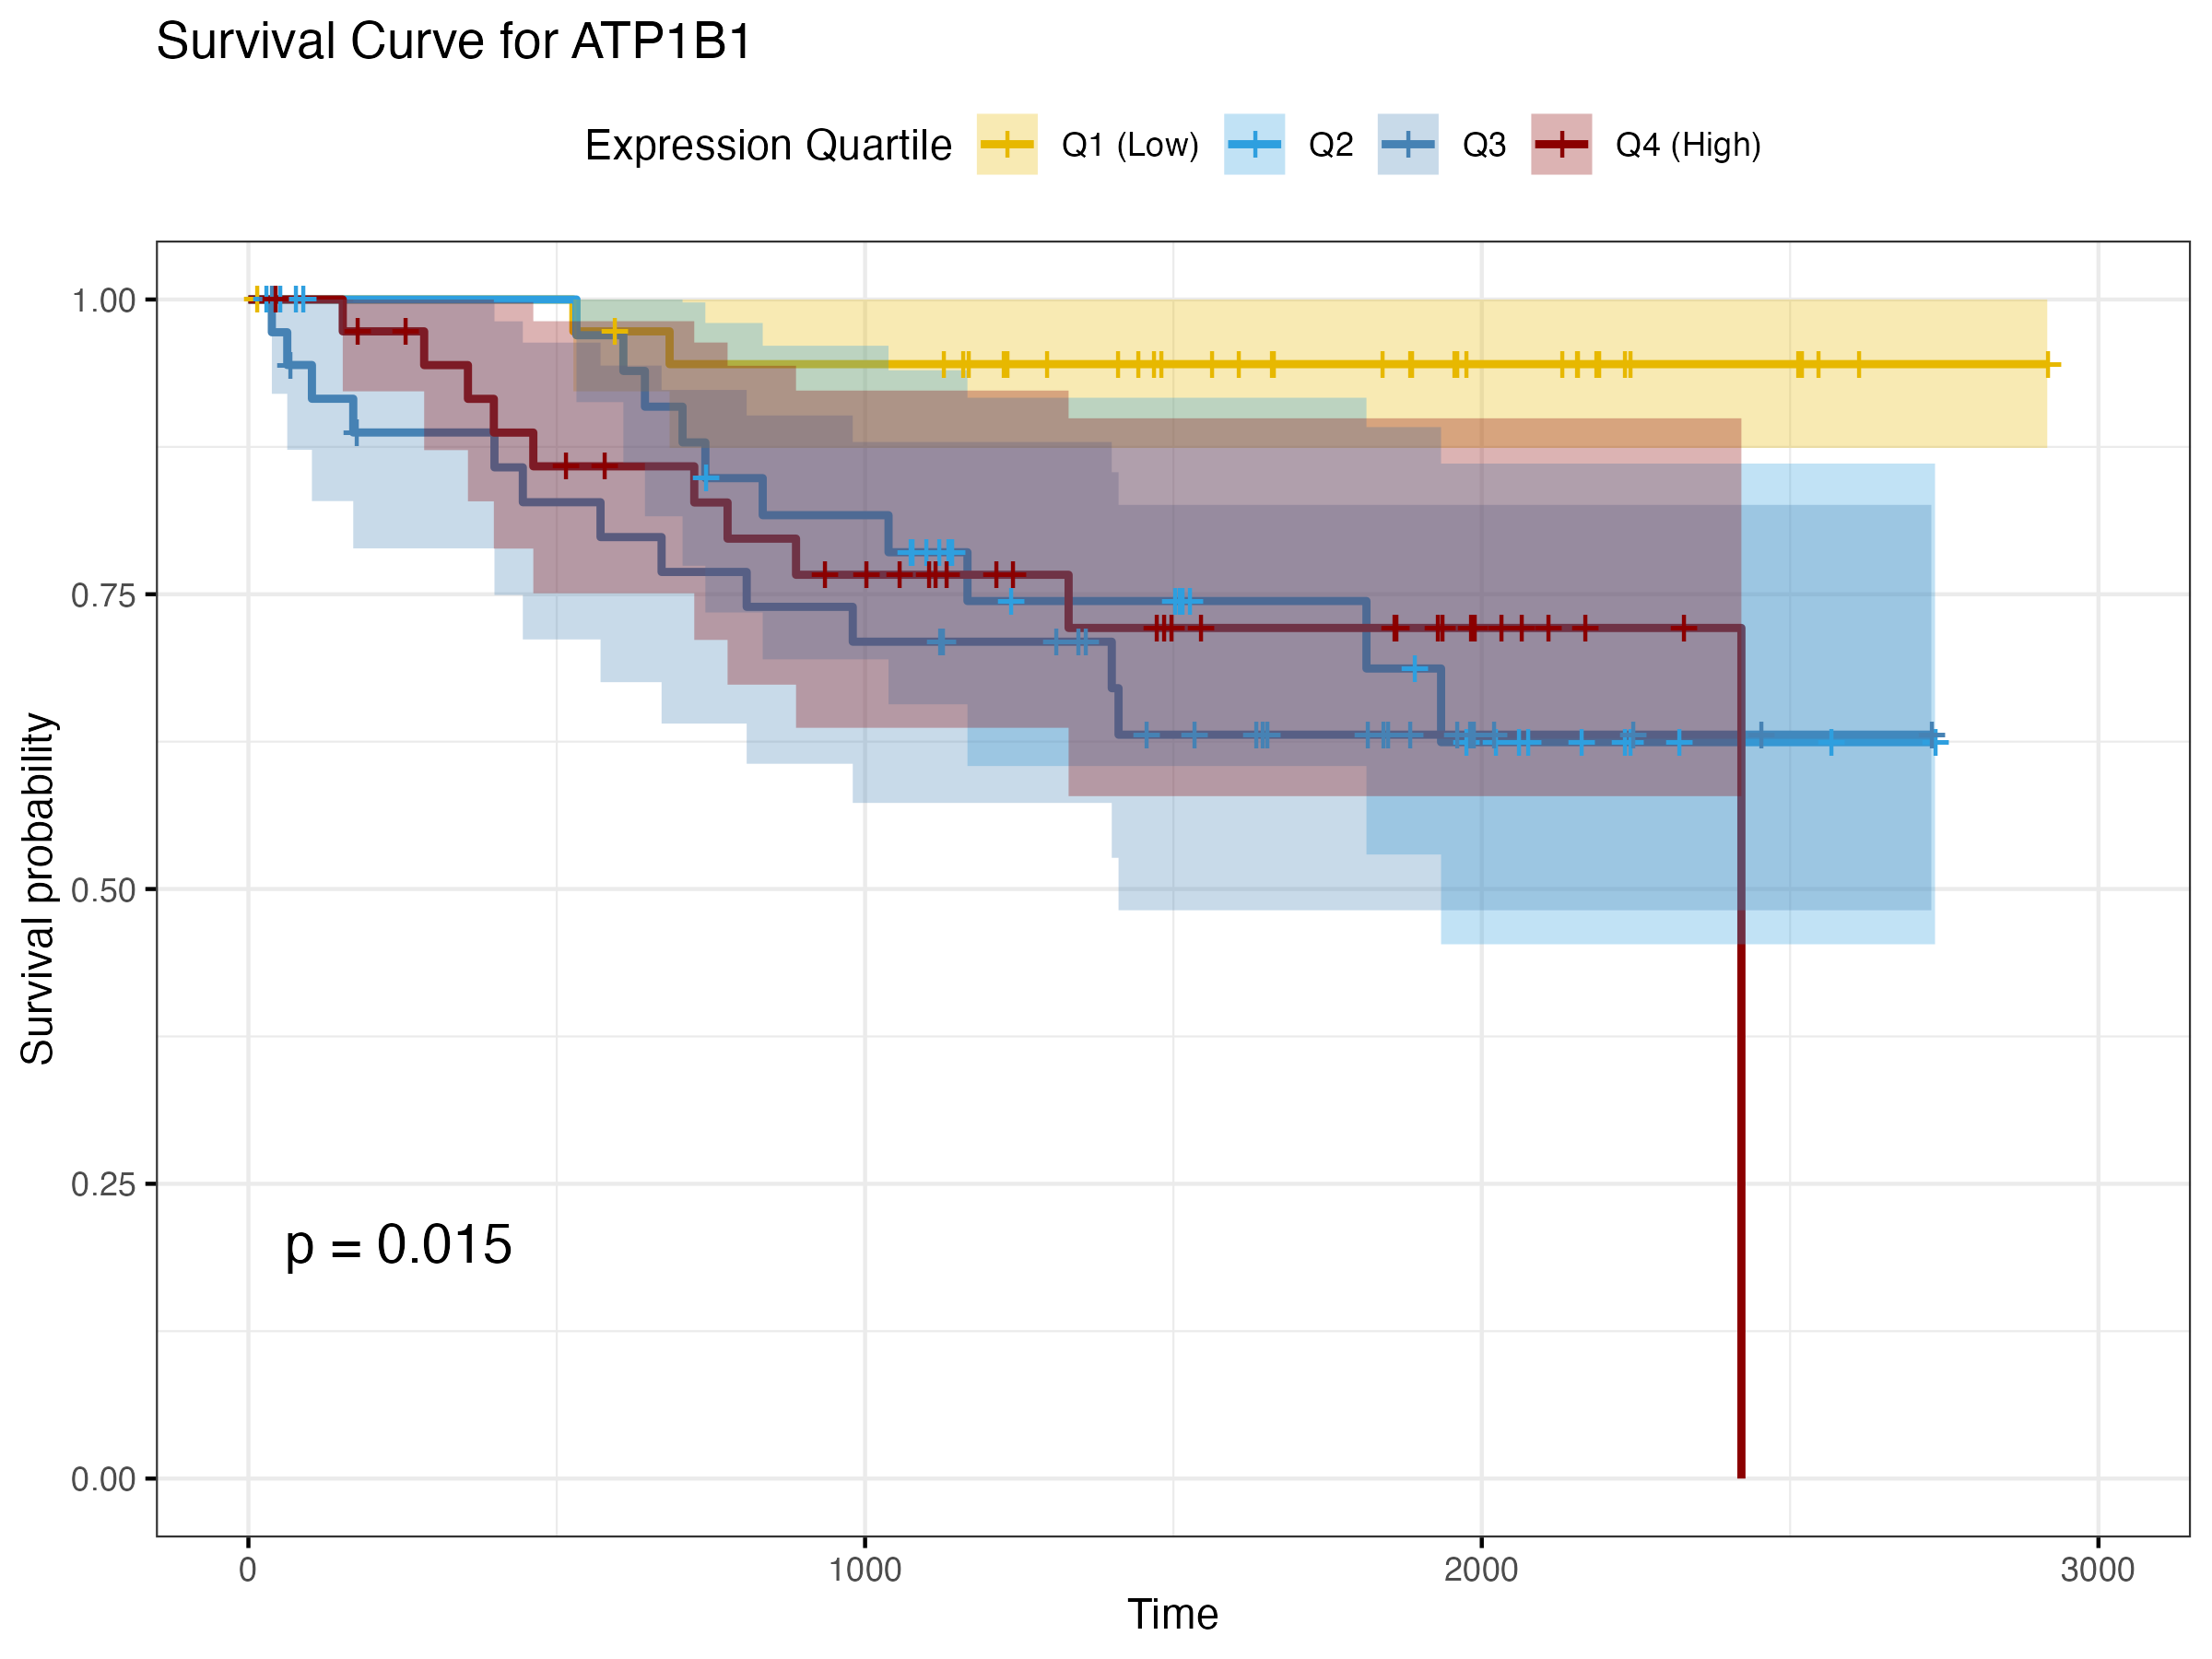 Survival Curve for ATP1B1
Expression Quartile Q1 (Low) Q2 Q3 Q4 (High)
1.00
0.75
0.50
0.25
0.00
Survival probability
p = 0.015
0 1000 2000 3000
Time